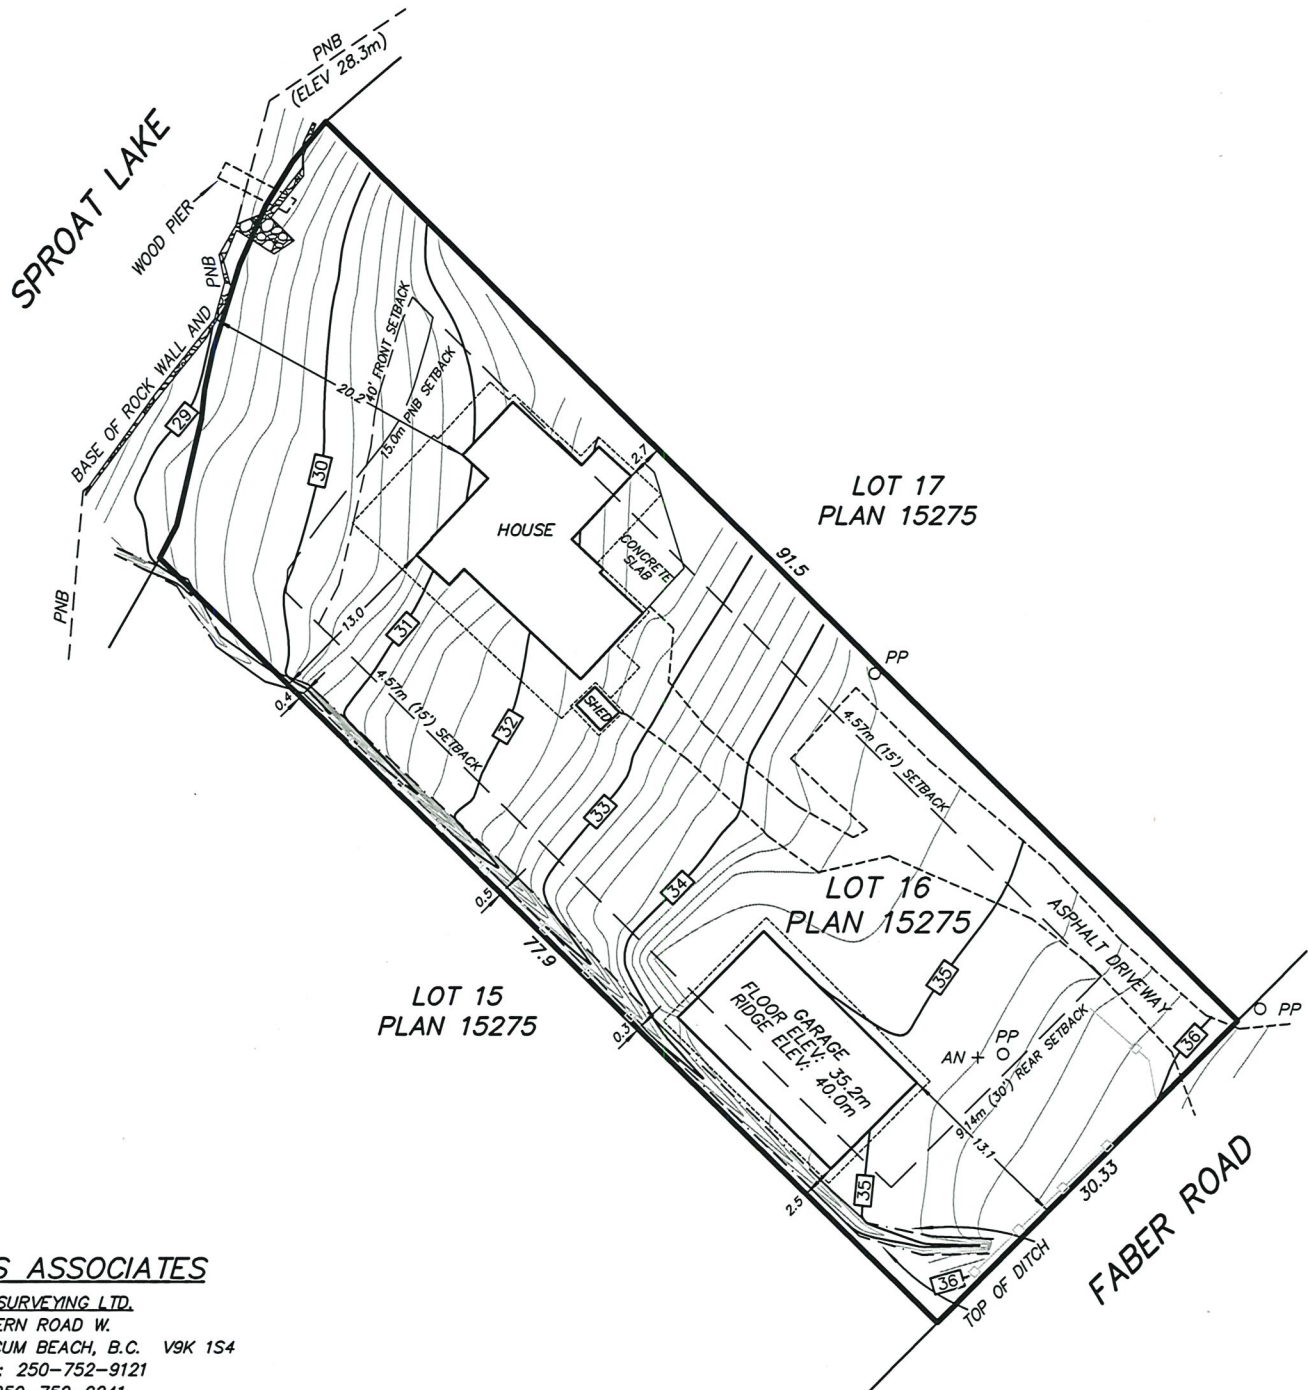 PNB
(ELEV 28.3m)
SPROAT LAKE
WOOD PIER
PNB
BASE OF ROCK WALL AND
29
20.2
40' FRONT SETBACK
15.0m PNB SETBACK
30
2.7
LOT 17
PLAN 15275
HOUSE
CONCRETE
SLAB
91.5
PNB
13.0
31
PP
0.4
4.57m (15') SETBACK
SHED
32
4.57m (15') SETBACK
33
34
0.5
LOT 16
PLAN 15275
77.9
ASPHALT DRIVEWAY
35
LOT 15
PLAN 15275
GARAGE
FLOOR ELEV: 35.2m
RIDGE ELEV: 40.0m
0.3
AN
PP
9.14m (30') REAR SETBACK
36
PP
13.1
35
2.5
30.33
FABER ROAD
36
TOP OF DITCH
S ASSOCIATES
SURVEYING LTD.
ERN ROAD W.
CUM BEACH, B.C. V9K 1S4
: 250-752-9121